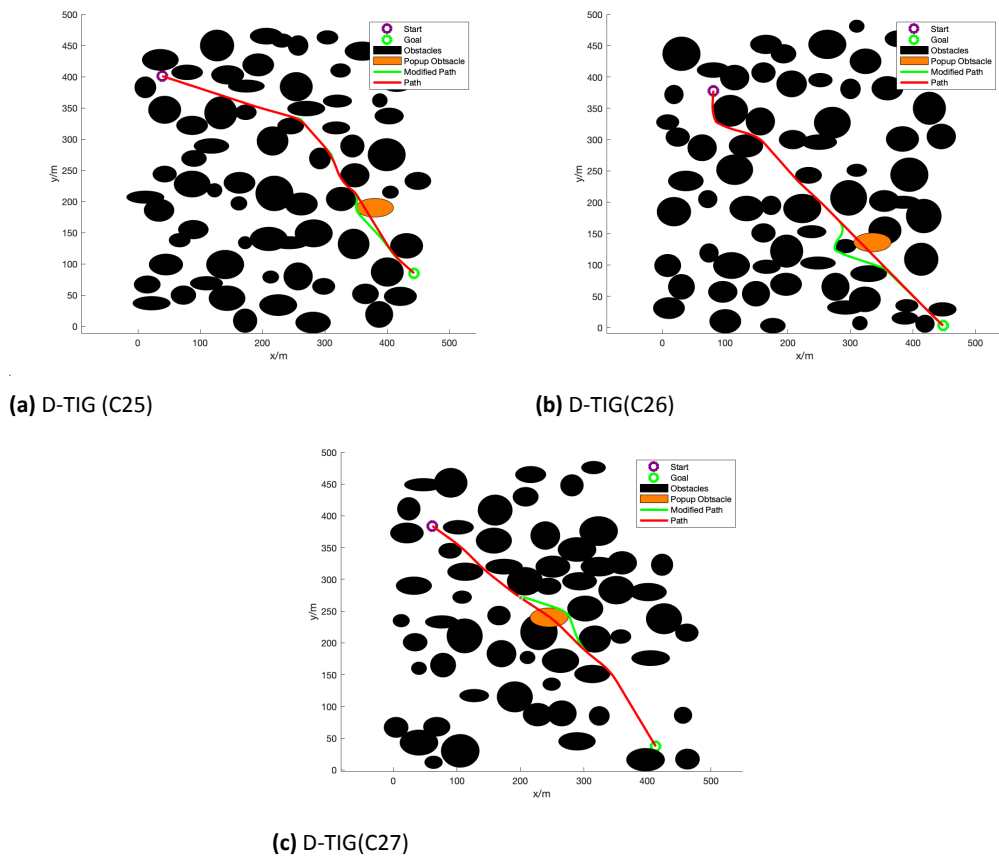 500
450
400
350
300
250
200
150
100
50
0
y/m
0
100
200
300
400
500
x/m
Start
Goal
Obstacles
Popup Obtsacle
Modified Path
Path
500
450
400
350
300
250
200
150
100
50
0
y/m
0
100
200
300
400
500
x/m
Start
Goal
Obstacles
Popup Obtsacle
Modified Path
Path
.
(a) D-TIG (C25)
(b) D-TIG(C26)
500
450
400
350
300
250
200
150
100
50
0
y/m
0
100
200
300
400
500
x/m
Start
Goal
Obstacles
Popup Obtsacle
Modified Path
Path
(c) D-TIG(C27)